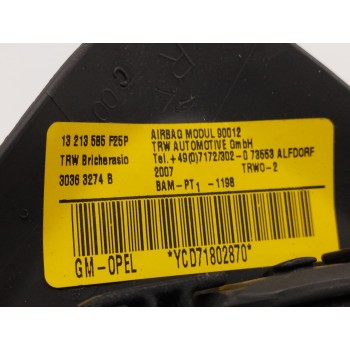 13 213 585 F25P
TRW Bricherasio
3036 3274 B
AIRBAG MODUL 90012
TRW AUTOMOTIVE GmbH
Tel.+49(0)7172/302-0 73553 ALFDORF
2007 TRWO-2
BAM-PT1 -1198
GM-OPEL
*YCD71802870*